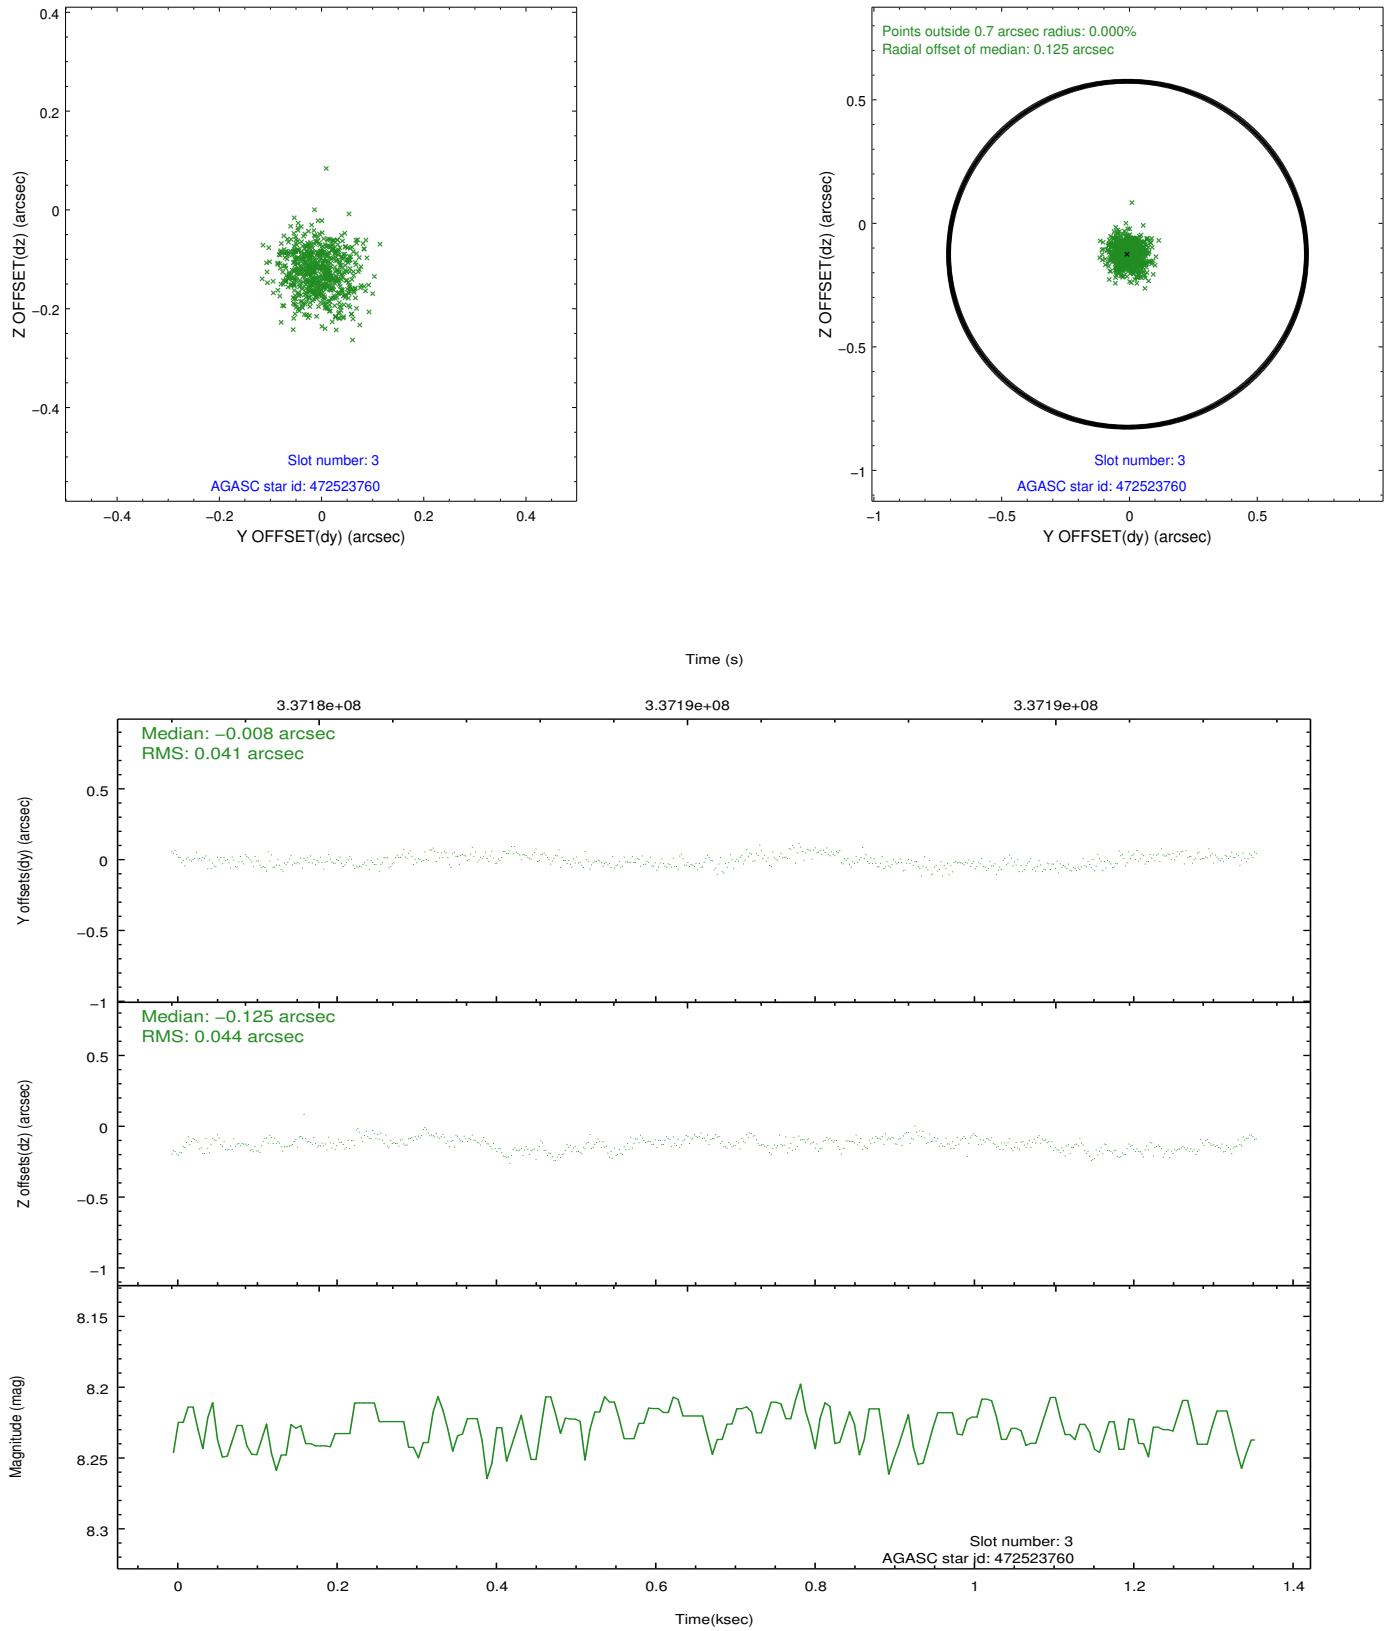 0.4
0.2
0
−0.2
−0.4
Z OFFSET(dz) (arcsec)
Slot number: 3
AGASC star id: 472523760
−0.4 −0.2 0 0.2 0.4
Y OFFSET(dy) (arcsec)
Points outside 0.7 arcsec radius: 0.000%
Radial offset of median: 0.125 arcsec
0.5
0
−0.5
−1
Z OFFSET(dz) (arcsec)
Slot number: 3
AGASC star id: 472523760
−1 −0.5 0 0.5
Y OFFSET(dy) (arcsec)
Time (s)
3.3718e+08 3.3719e+08 3.3719e+08
Median: −0.008 arcsec
RMS: 0.041 arcsec
0.5
0
−0.5
−1
Y offsets(dy) (arcsec)
Median: −0.125 arcsec
RMS: 0.044 arcsec
0.5
0
−0.5
−1
Z offsets(dz) (arcsec)
8.15
8.2
8.25
8.3
Magnitude (mag)
Slot number: 3
AGASC star id: 472523760
0 0.2 0.4 0.6 0.8 1 1.2 1.4
Time(ksec)